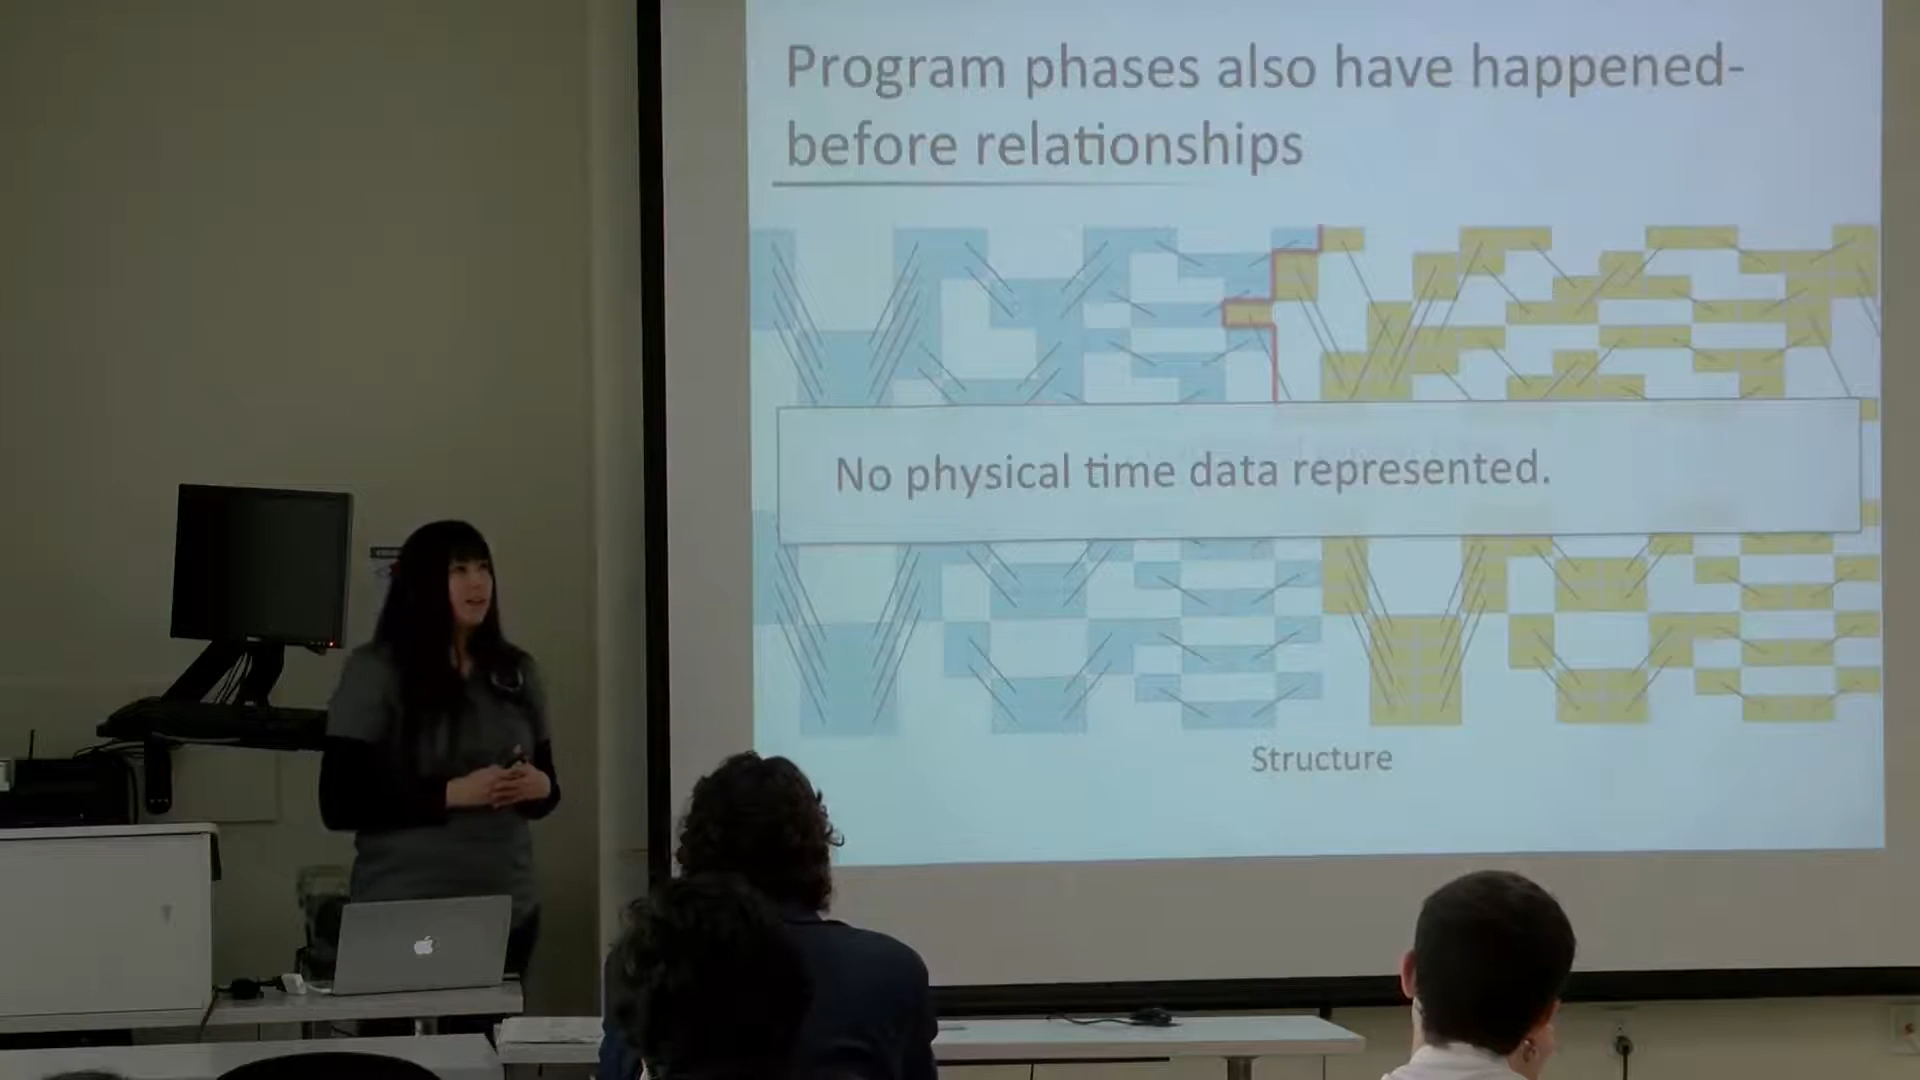 Program phases also have happened-
before relationships
No physical time data represented.
Structure